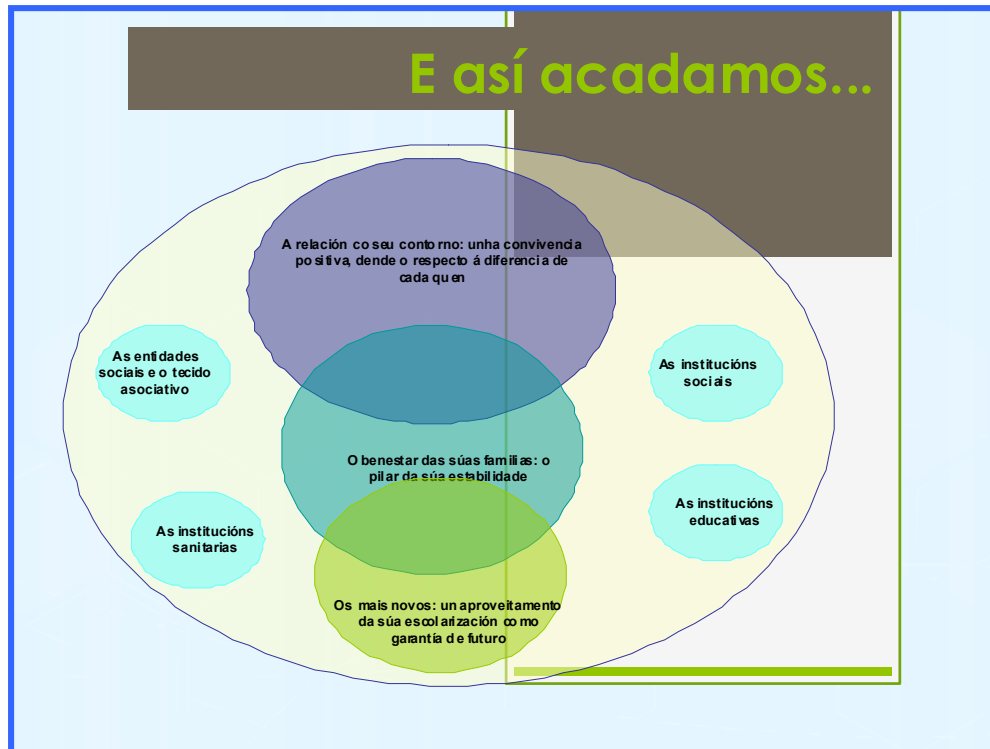 E así acadamos...
A relación co seu contorno: unha convivencia
positiva, dende o respecto á diferencia de
cada quen
As entidades
sociais e o tecido
asociativo
As institucións
sociais
O benestar das súas familias: o
pilar da súa estabilidade
As institucións
educativas
As institucións
sanitarias
Os mais novos: un aproveitamento
da súa escolarización como
garantía de futuro